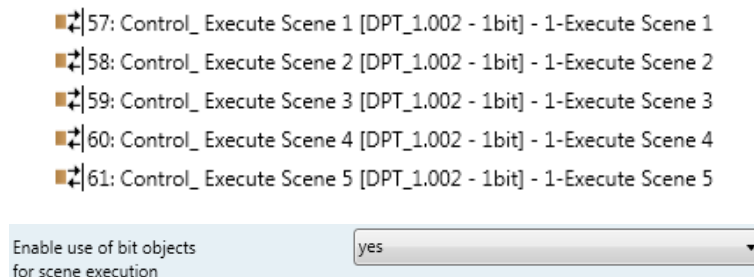 57: Control_ Execute Scene 1 [DPT_1.002 - 1bit] - 1-Execute Scene 1
58: Control_ Execute Scene 2 [DPT_1.002 - 1bit] - 1-Execute Scene 2
59: Control_ Execute Scene 3 [DPT_1.002 - 1bit] - 1-Execute Scene 3
60: Control_ Execute Scene 4 [DPT_1.002 - 1bit] - 1-Execute Scene 4
61: Control_ Execute Scene 5 [DPT_1.002 - 1bit] - 1-Execute Scene 5
Enable use of bit objects yes
for scene execution